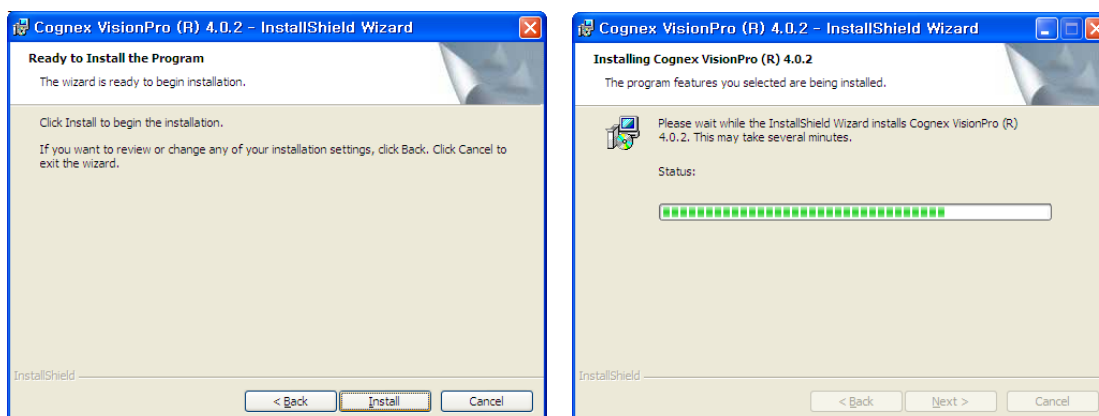 Cognex VisionPro (R) 4.0.2 - InstallShield Wizard
Ready to Install the Program
The wizard is ready to begin installation.
Click Install to begin the installation.
If you want to review or change any of your installation settings, click Back. Click Cancel to
exit the wizard.
InstallShield
< Back
Install
Cancel
Cognex VisionPro (R) 4.0.2 - InstallShield Wizard
Installing Cognex VisionPro (R) 4.0.2
The program features you selected are being installed.
Please wait while the InstallShield Wizard installs Cognex VisionPro (R)
4.0.2. This may take several minutes.
Status:
InstallShield
< Back
Next >
Cancel